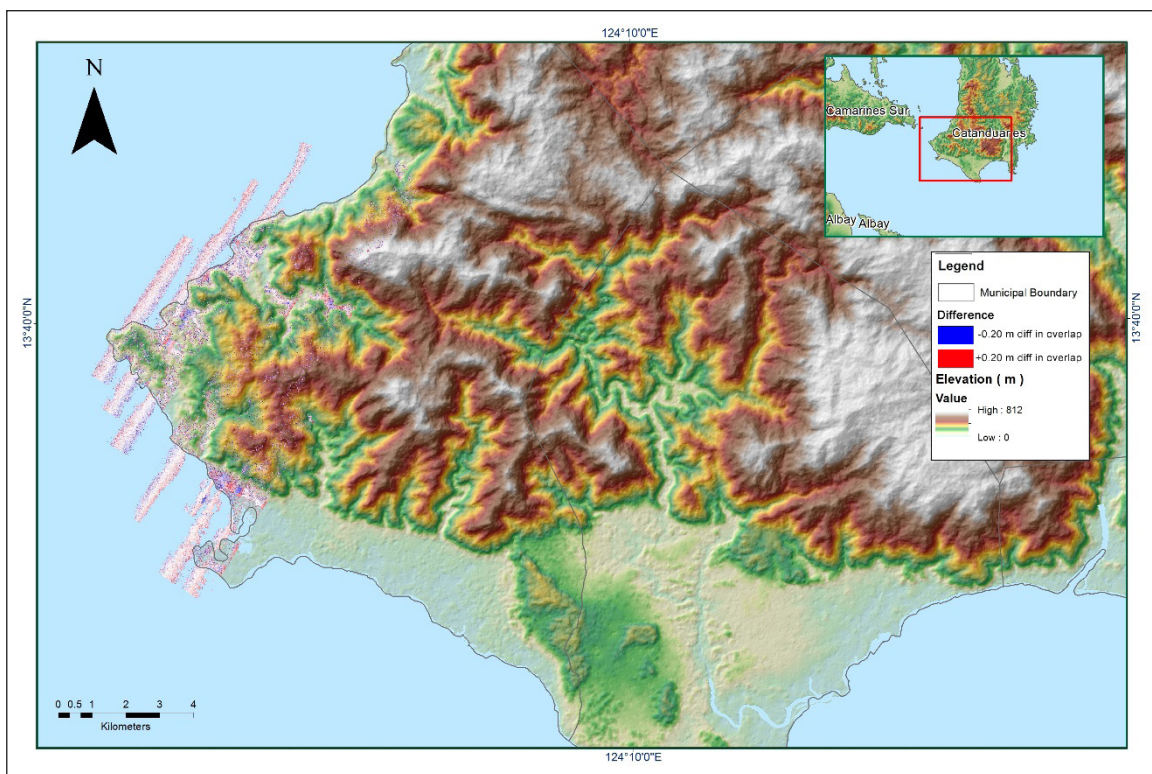 124°10'0"E
N
Camarines Sur
Catanduanes
Albay Albay
Legend
Municipal Boundary
Difference
-0.20 m diff in overlap
+0.20 m diff in overlap
Elevation ( m )
Value
High : 812
Low : 0
13°40'0"N
13°40'0"N
0 0.5 1 2 3 4
Kilometers
124°10'0"E